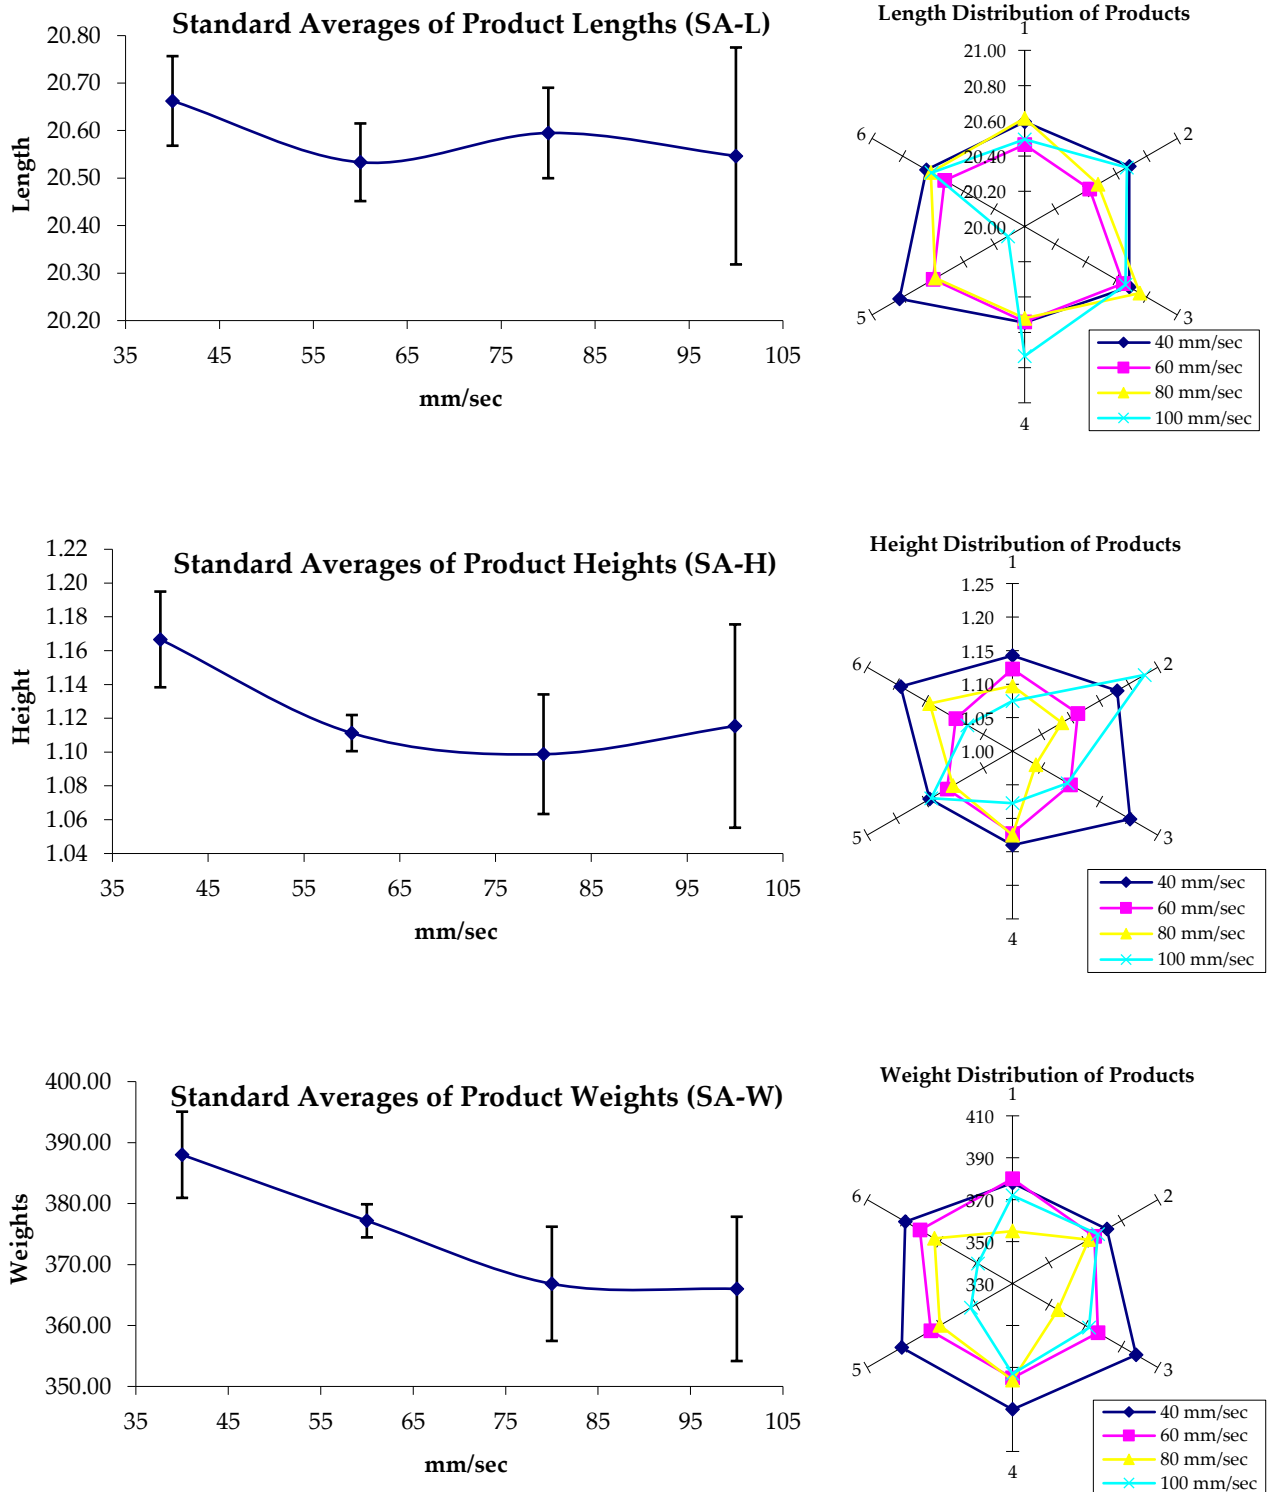 Standard Averages of Product Lengths (SA-L)
20.80
20.70
20.60
20.50
20.40
20.30
20.20
Length
35 45 55 65 75 85 95 105
mm/sec
Length Distribution of Products
1
21.00
20.80
20.60
20.40
20.20
20.00
2
3
4
5
6
40 mm/sec
60 mm/sec
80 mm/sec
100 mm/sec
Standard Averages of Product Heights (SA-H)
1.22
1.20
1.18
1.16
1.14
1.12
1.10
1.08
1.06
1.04
Height
35 45 55 65 75 85 95 105
mm/sec
Height Distribution of Products
1
1.25
1.20
1.15
1.10
1.05
1.00
2
3
4
5
6
40 mm/sec
60 mm/sec
80 mm/sec
100 mm/sec
Standard Averages of Product Weights (SA-W)
400.00
390.00
380.00
370.00
360.00
350.00
Weights
35 45 55 65 75 85 95 105
mm/sec
Weight Distribution of Products
1
410
390
370
350
330
2
3
4
5
6
40 mm/sec
60 mm/sec
80 mm/sec
100 mm/sec